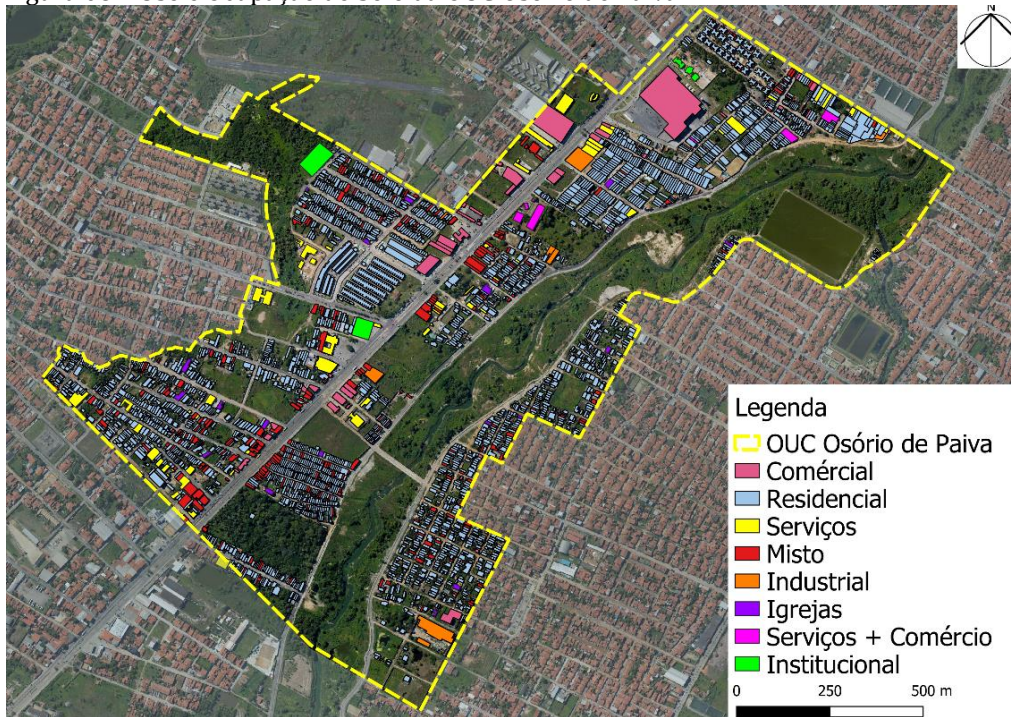 N
Legenda
OUC Osório de Paiva
Comércial
Residencial
Serviços
Misto
Industrial
Igrejas
Serviços + Comércio
Institucional
0 250 500 m